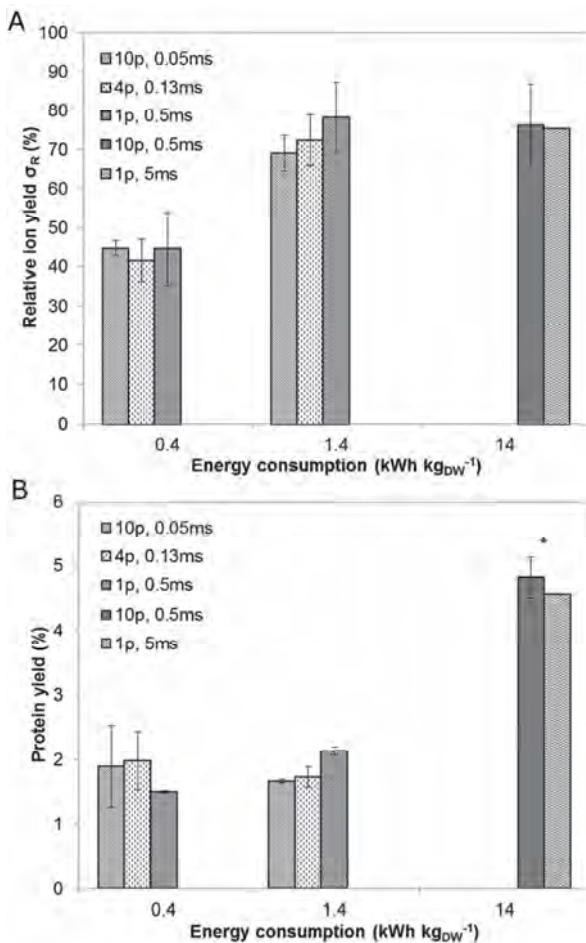 A
100
90
80
70
60
50
40
30
20
10
0
Relative ion yield σR (%)
10p, 0.05ms
4p, 0.13ms
1p, 0.5ms
10p, 0.5ms
1p, 5ms
0.4 1.4 14
Energy consumption (kWh kgDW⁻¹)
B
6
5
4
3
2
1
0
Protein yield (%)
10p, 0.05ms
4p, 0.13ms
1p, 0.5ms
10p, 0.5ms
1p, 5ms
*
0.4 1.4 14
Energy consumption (kWh kgDW⁻¹)